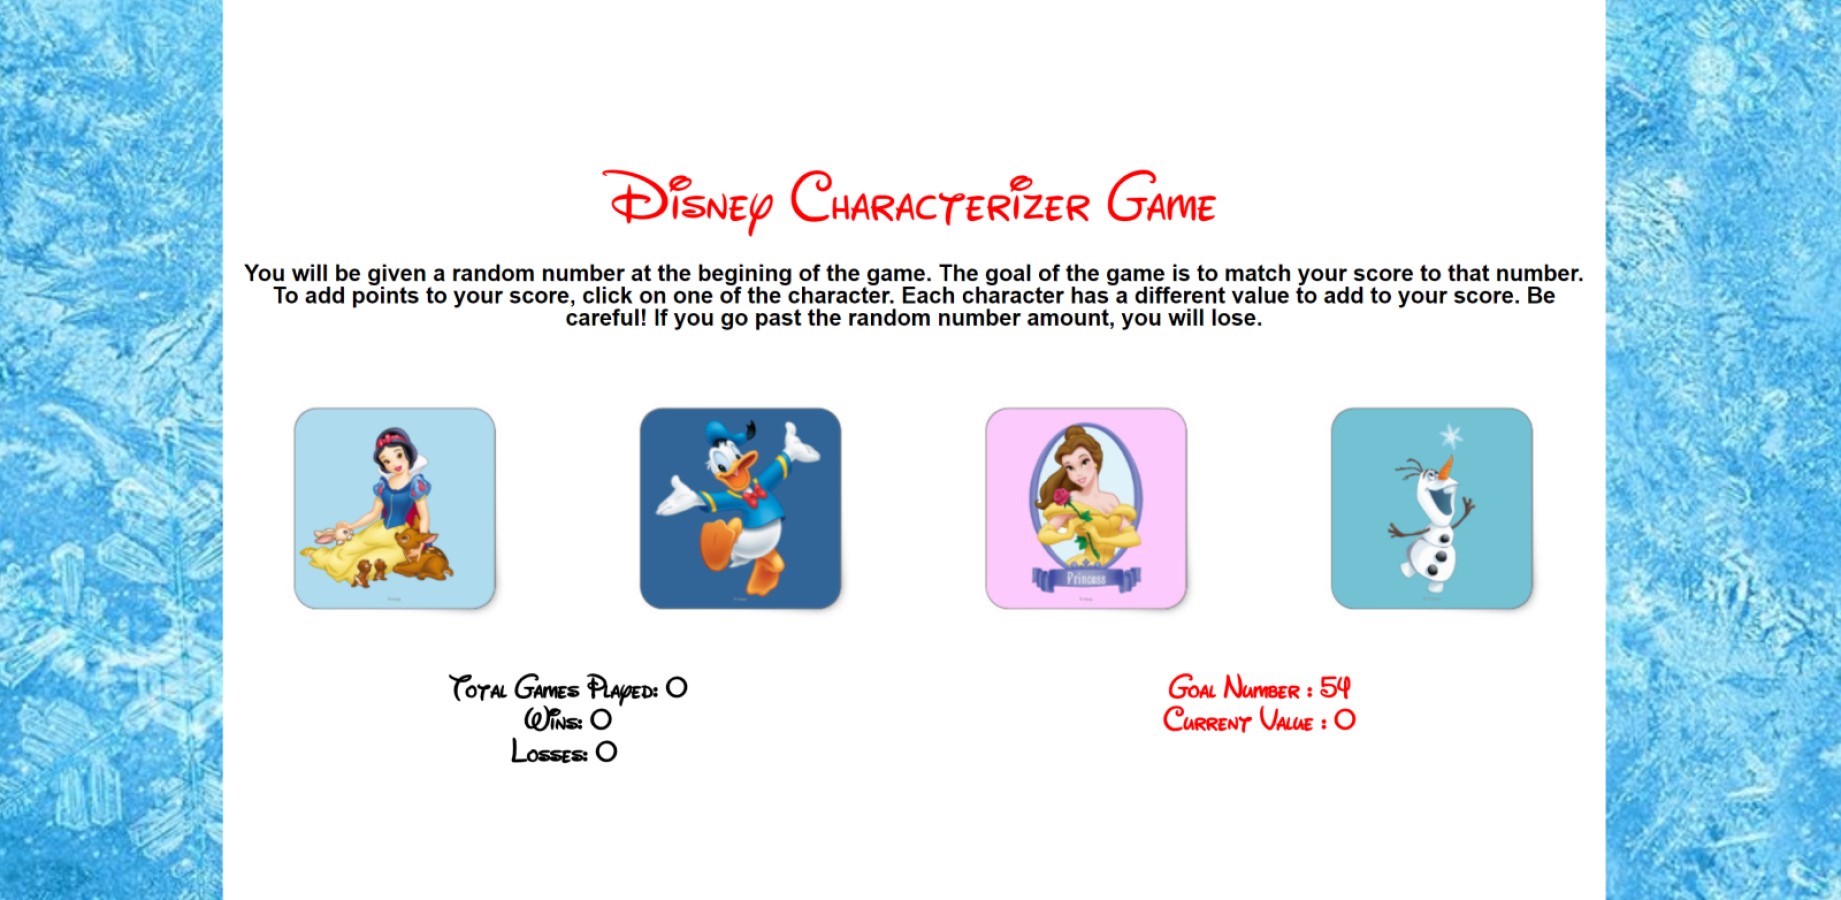 Disney Characterizer Game
You will be given a random number at the begining of the game. The goal of the game is to match your score to that number.
To add points to your score, click on one of the character. Each character has a different value to add to your score. Be
careful! If you go past the random number amount, you will lose.
Princess
Total Games Played: 0
Wins: 0
Losses: 0
Goal Number : 54
Current Value : 0